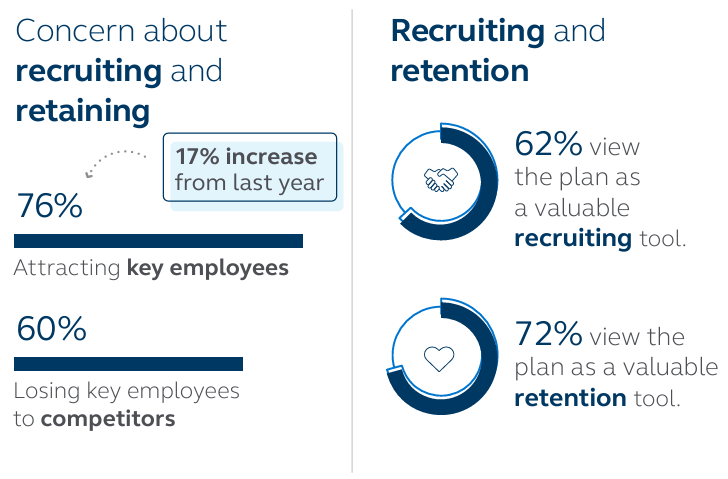 Concern about
recruiting and
retaining
17% increase
from last year
76%
Attracting key employees
60%
Losing key employees
to competitors
Recruiting and
retention
62% view
the plan as
a valuable
recruiting tool.
72% view the
plan as a valuable
retention tool.